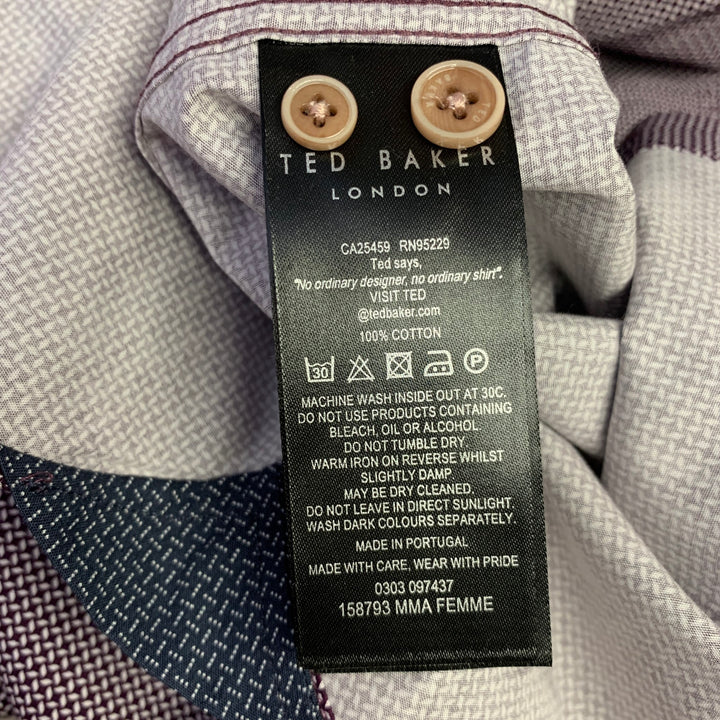 TED BAKER
LONDON
CA25459 RN95229
Ted says,
"No ordinary designer, no ordinary shirt".
VISIT TED
@tedbaker.com
100% COTTON
30 P
MACHINE WASH INSIDE OUT AT 30C.
DO NOT USE PRODUCTS CONTAINING
BLEACH, OIL OR ALCOHOL
DO NOT TUMBLE DRY.
WARM IRON ON REVERSE WHILST
SLIGHTLY DAMP
MAY BE DRY CLEANED.
DO NOT LEAVE IN DIRECT SUNLIGHT.
WASH DARK COLOURS SEPARATELY.
MADE IN PORTUGAL
MADE WITH CARE, WEAR WITH PRIDE
0303 097437
158793 MMA FEMME